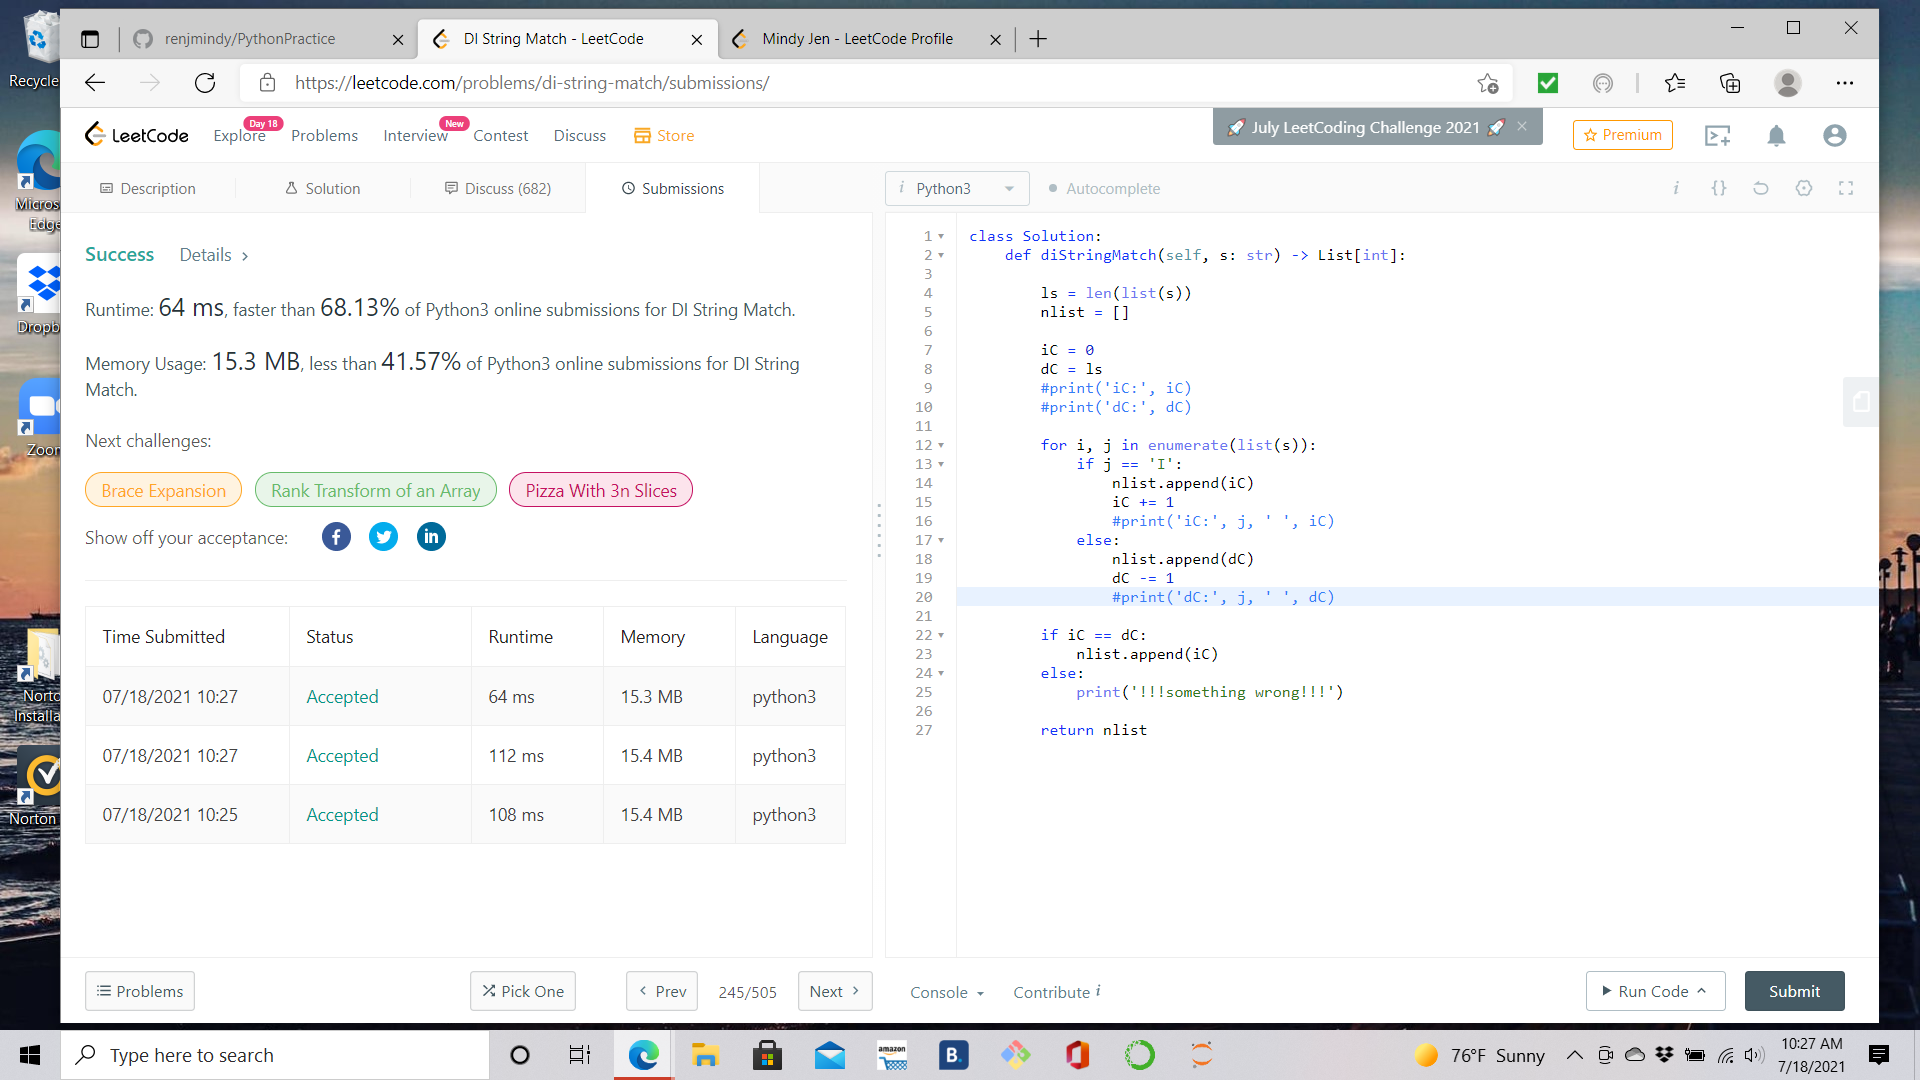 Recycle
Micros
Edge
Dropb
Zoor
Norto
Installa
Norton
renjmindy/PythonPractice
DI String Match - LeetCode
Mindy Jen - LeetCode Profile
https://leetcode.com/problems/di-string-match/submissions/
LeetCode
Explore
Day 18
Problems
Interview
New
Contest
Discuss
Store
🚀 July LeetCoding Challenge 2021 🚀
Premium
Description
Solution
Discuss (682)
Submissions
i Python3
Autocomplete
i {}
Success Details >
Runtime: 64 ms, faster than 68.13% of Python3 online submissions for DI String Match.
Memory Usage: 15.3 MB, less than 41.57% of Python3 online submissions for DI String
Match.
Next challenges:
Brace Expansion
Rank Transform of an Array
Pizza With 3n Slices
Show off your acceptance:
Time Submitted Status Runtime Memory Language
07/18/2021 10:27 Accepted 64 ms 15.3 MB python3
07/18/2021 10:27 Accepted 112 ms 15.4 MB python3
07/18/2021 10:25 Accepted 108 ms 15.4 MB python3
1 class Solution:
2 def diStringMatch(self, s: str) -> List[int]:
3
4 ls = len(list(s))
5 nlist = []
6
7 iC = 0
8 dC = ls
9 #print('iC:', iC)
10 #print('dC:', dC)
11
12 for i, j in enumerate(list(s)):
13 if j == 'I':
14 nlist.append(iC)
15 iC += 1
16 #print('iC:', j, ' ', iC)
17 else:
18 nlist.append(dC)
19 dC -= 1
20 #print('dC:', j, ' ', dC)
21
22 if iC == dC:
23 nlist.append(iC)
24 else:
25 print('!!!something wrong!!!')
26
27 return nlist
Problems
Pick One
< Prev
245/505
Next >
Console
Contribute i
Run Code
Submit
Type here to search
amazon
B.
76°F Sunny
10:27 AM
7/18/2021